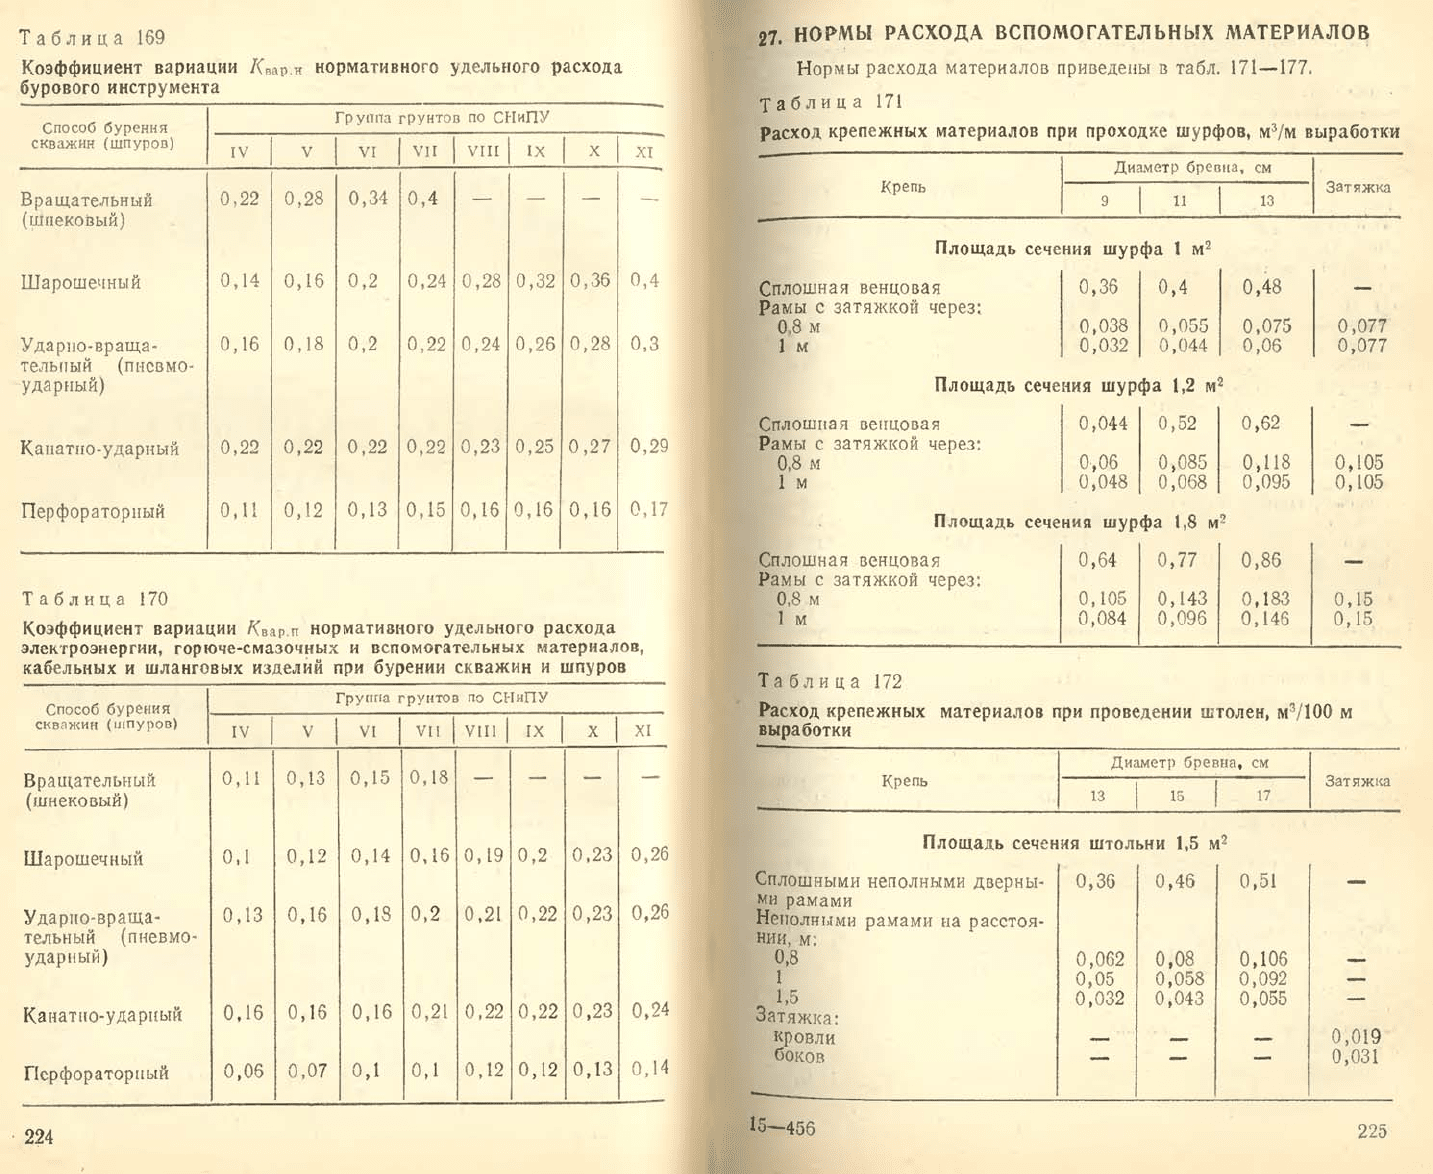 Таблица 169
Коэффициент вариации Kвар.н нормативного удельного расхода
бурового инструмента
Способ бурения скважин (шпуров) | Группа грунтов по СНиПУ
IV | V | VI | VII | VIII | IX | X | XI
Вращательный 0,22 0,28 0,34 0,4 — — — —
(шнековый)
Шарошечный 0,14 0,16 0,2 0,24 0,28 0,32 0,36 0,4
Ударно-враща- 0,16 0,18 0,2 0,22 0,24 0,26 0,28 0,3
тельный (пневмо-
ударный)
Канатно-ударный 0,22 0,22 0,22 0,22 0,23 0,25 0,27 0,29
Перфораторный 0,11 0,12 0,13 0,15 0,16 0,16 0,16 0,17
Таблица 170
Коэффициент вариации Kвар.п нормативного удельного расхода
электроэнергии, горюче-смазочных и вспомогательных материалов,
кабельных и шланговых изделий при бурении скважин и шпуров
Способ бурения скважин (шпуров) | Группа грунтов по СНиПУ
IV | V | VI | VII | VIII | IX | X | XI
Вращательный 0,11 0,13 0,15 0,18 — — — —
(шнековый)
Шарошечный 0,1 0,12 0,14 0,16 0,19 0,2 0,23 0,26
Ударно-враща- 0,13 0,16 0,18 0,2 0,21 0,22 0,23 0,26
тельный (пневмо-
ударный)
Канатно-ударный 0,16 0,16 0,16 0,21 0,22 0,22 0,23 0,24
Перфораторный 0,06 0,07 0,1 0,1 0,12 0,12 0,13 0,14
224
27. НОРМЫ РАСХОДА ВСПОМОГАТЕЛЬНЫХ МАТЕРИАЛОВ
Нормы расхода материалов приведены в табл. 171—177.
Таблица 171
Расход крепежных материалов при проходке шурфов, м³/м выработки
Крепь | Диаметр бревна, см | Затяжка
9 | 11 | 13
Площадь сечения шурфа 1 м²
Сплошная венцовая 0,36 0,4 0,48 —
Рамы с затяжкой через:
0,8 м 0,038 0,055 0,075 0,077
1 м 0,032 0,044 0,06 0,077
Площадь сечения шурфа 1,2 м²
Сплошная венцовая 0,044 0,52 0,62 —
Рамы с затяжкой через:
0,8 м 0,06 0,085 0,118 0,105
1 м 0,048 0,068 0,095 0,105
Площадь сечения шурфа 1,8 м²
Сплошная венцовая 0,64 0,77 0,86 —
Рамы с затяжкой через:
0,8 м 0,105 0,143 0,183 0,15
1 м 0,084 0,096 0,146 0,15
Таблица 172
Расход крепежных материалов при проведении штолен, м³/100 м
выработки
Крепь | Диаметр бревна, см | Затяжка
13 | 15 | 17
Площадь сечения штольни 1,5 м²
Сплошными неполными дверны- 0,36 0,46 0,51 —
ми рамами
Неполными рамами на расстоя-
нии, м:
0,8 0,062 0,08 0,106 —
1 0,05 0,058 0,092 —
1,5 0,032 0,043 0,055 —
Затяжка:
кровли — — — 0,019
боков — — — 0,031
15—456
225